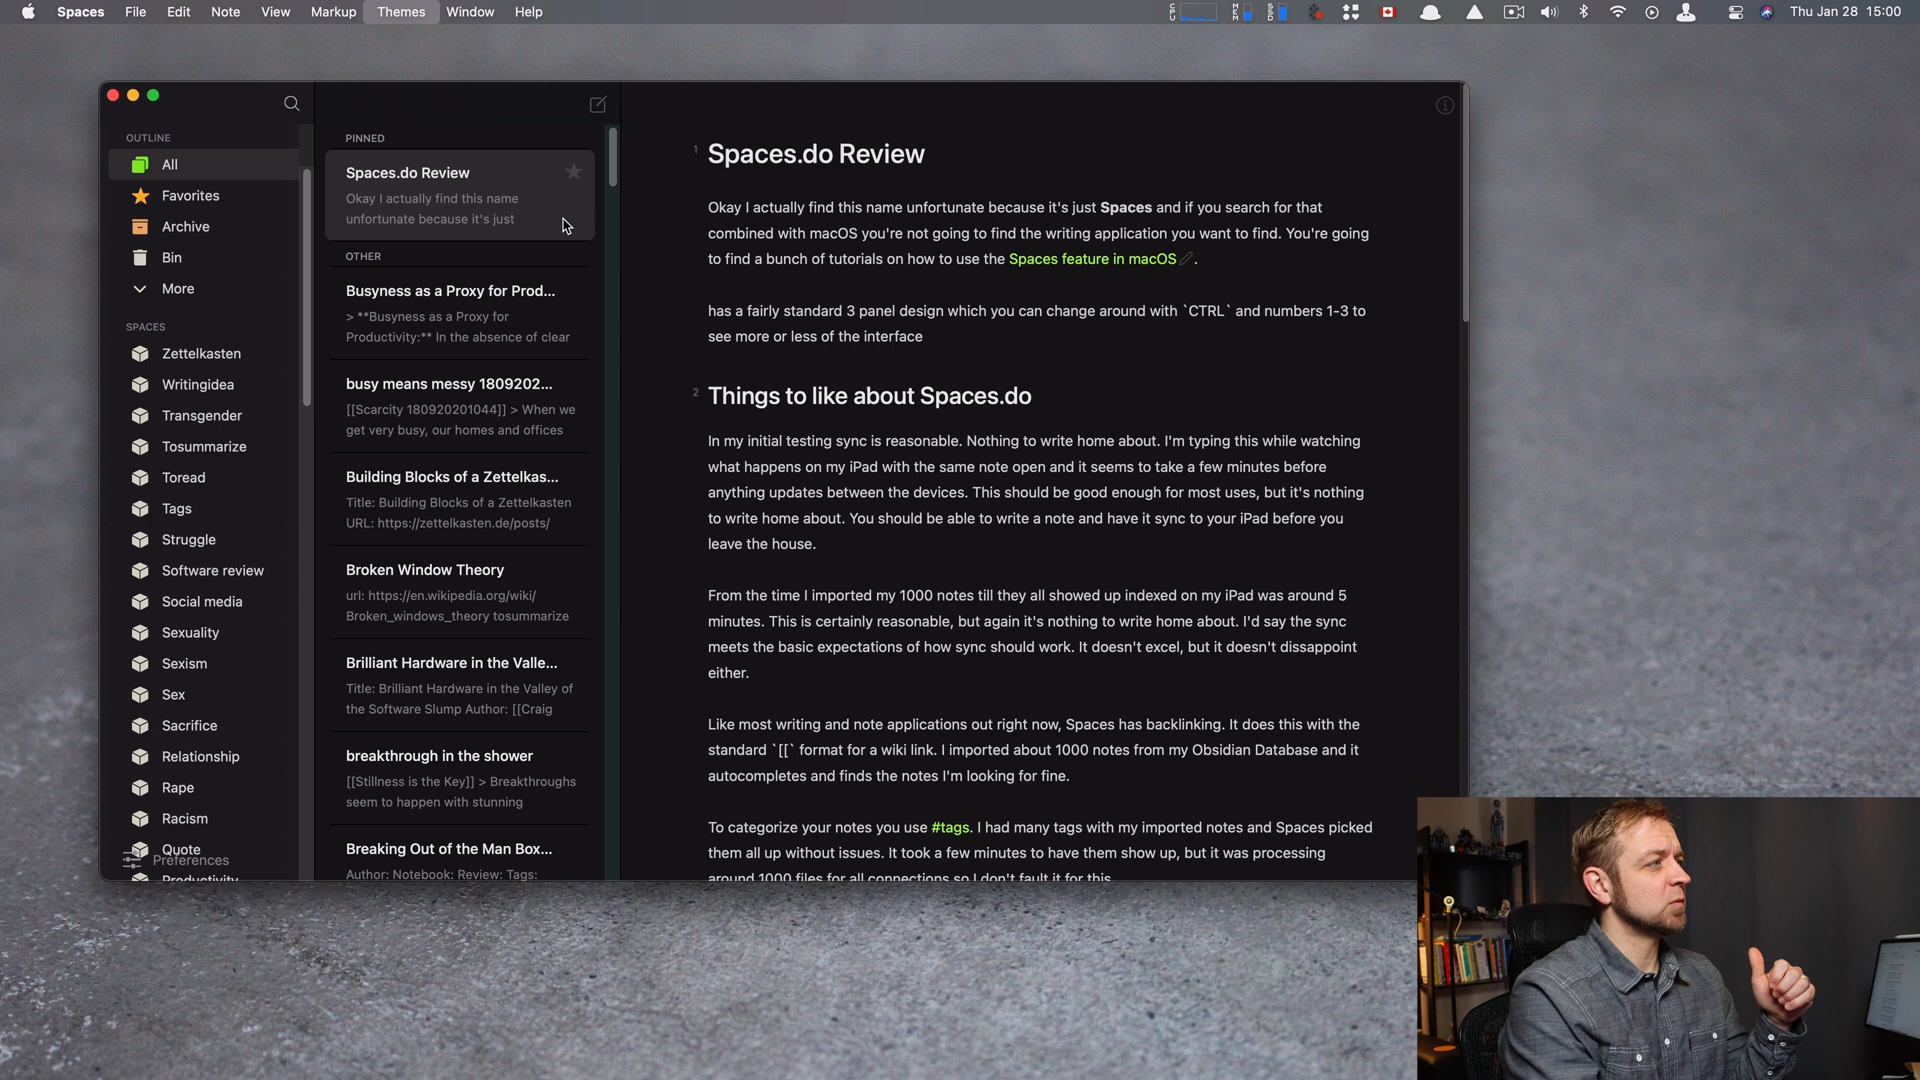 Spaces File Edit Note View Markup Themes Window Help
CPU MEM SSD Thu Jan 28 15:00
OUTLINE
All
Favorites
Archive
Bin
More
SPACES
Zettelkasten
Writingidea
Transgender
Tosummarize
Toread
Tags
Struggle
Software review
Social media
Sexuality
Sexism
Sex
Sacrifice
Relationship
Rape
Racism
Quote
Preferences
Productivity
PINNED
Spaces.do Review
Okay I actually find this name
unfortunate because it's just
OTHER
Busyness as a Proxy for Prod...
> **Busyness as a Proxy for
Productivity:** In the absence of clear
busy means messy 1809202...
[[Scarcity 180920201044]] > When we
get very busy, our homes and offices
Building Blocks of a Zettelkas...
Title: Building Blocks of a Zettelkasten
URL: https://zettelkasten.de/posts/
Broken Window Theory
url: https://en.wikipedia.org/wiki/
Broken_windows_theory tosummarize
Brilliant Hardware in the Valle...
Title: Brilliant Hardware in the Valley of
the Software Slump Author: [[Craig
breakthrough in the shower
[[Stillness is the Key]] > Breakthroughs
seem to happen with stunning
Breaking Out of the Man Box...
Author: Notebook: Review: Tags:
1 Spaces.do Review
Okay I actually find this name unfortunate because it's just Spaces and if you search for that
combined with macOS you're not going to find the writing application you want to find. You're going
to find a bunch of tutorials on how to use the Spaces feature in macOS.
has a fairly standard 3 panel design which you can change around with `CTRL` and numbers 1-3 to
see more or less of the interface
2 Things to like about Spaces.do
In my initial testing sync is reasonable. Nothing to write home about. I'm typing this while watching
what happens on my iPad with the same note open and it seems to take a few minutes before
anything updates between the devices. This should be good enough for most uses, but it's nothing
to write home about. You should be able to write a note and have it sync to your iPad before you
leave the house.
From the time I imported my 1000 notes till they all showed up indexed on my iPad was around 5
minutes. This is certainly reasonable, but again it's nothing to write home about. I'd say the sync
meets the basic expectations of how sync should work. It doesn't excel, but it doesn't dissappoint
either.
Like most writing and note applications out right now, Spaces has backlinking. It does this with the
standard `[[` format for a wiki link. I imported about 1000 notes from my Obsidian Database and it
autocompletes and finds the notes I'm looking for fine.
To categorize your notes you use #tags. I had many tags with my imported notes and Spaces picked
them all up without issues. It took a few minutes to have them show up, but it was processing
around 1000 files for all connections so I don't fault it for this.